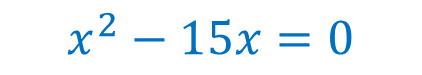 x² − 15x = 0